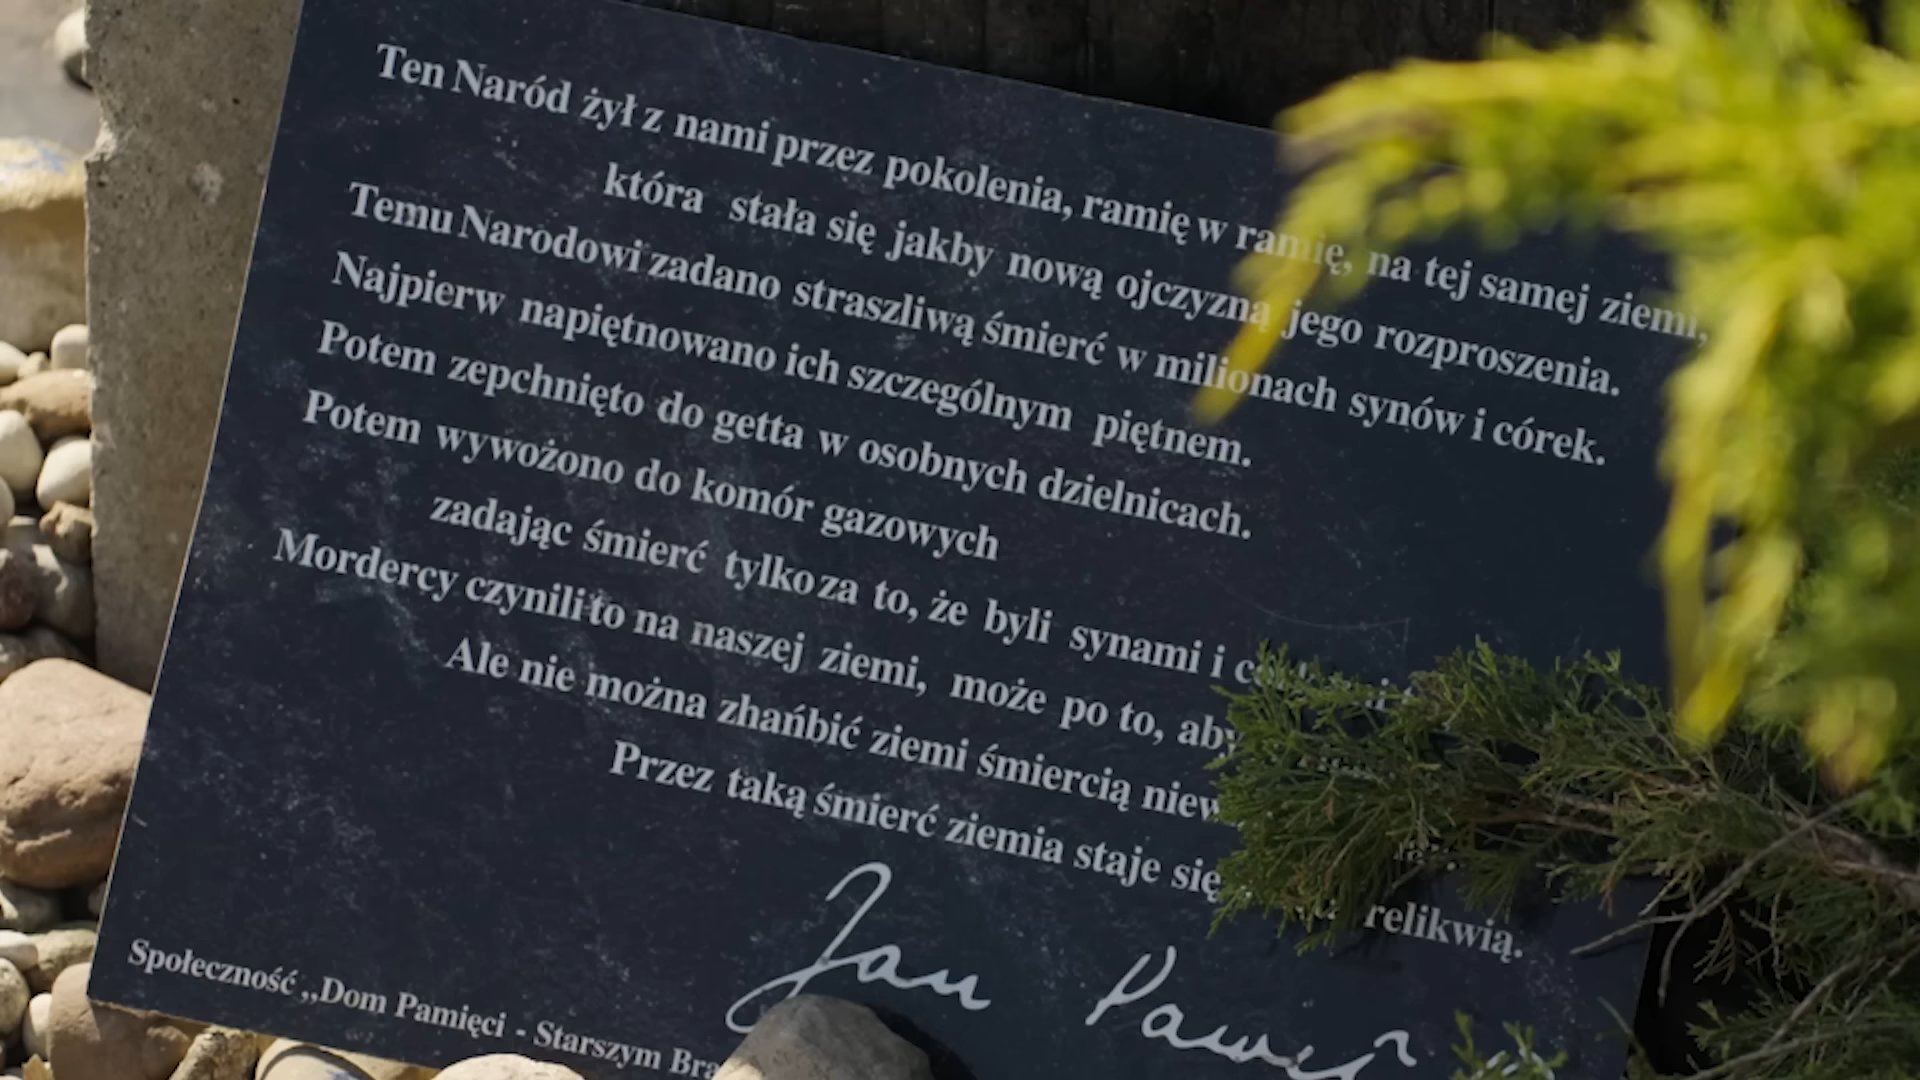 Ten Naród żył z nami przez pokolenia, ramię w ramię, na tej samej ziemi,
która stała się jakby nową ojczyzną jego rozproszenia.
Temu Narodowi zadano straszliwą śmierć w milionach synów i córek.
Najpierw napiętnowano ich szczególnym piętnem.
Potem zepchnięto do getta w osobnych dzielnicach.
Potem wywożono do komór gazowych
zadając śmierć tylko za to, że byli synami i
Mordercy czynili to na naszej ziemi, może po to, aby
Ale nie można zhańbić ziemi śmiercią
Przez taką śmierć ziemia staje się relikwią.
Jan Paweł
Społeczność ,,Dom Pamięci - Starszym